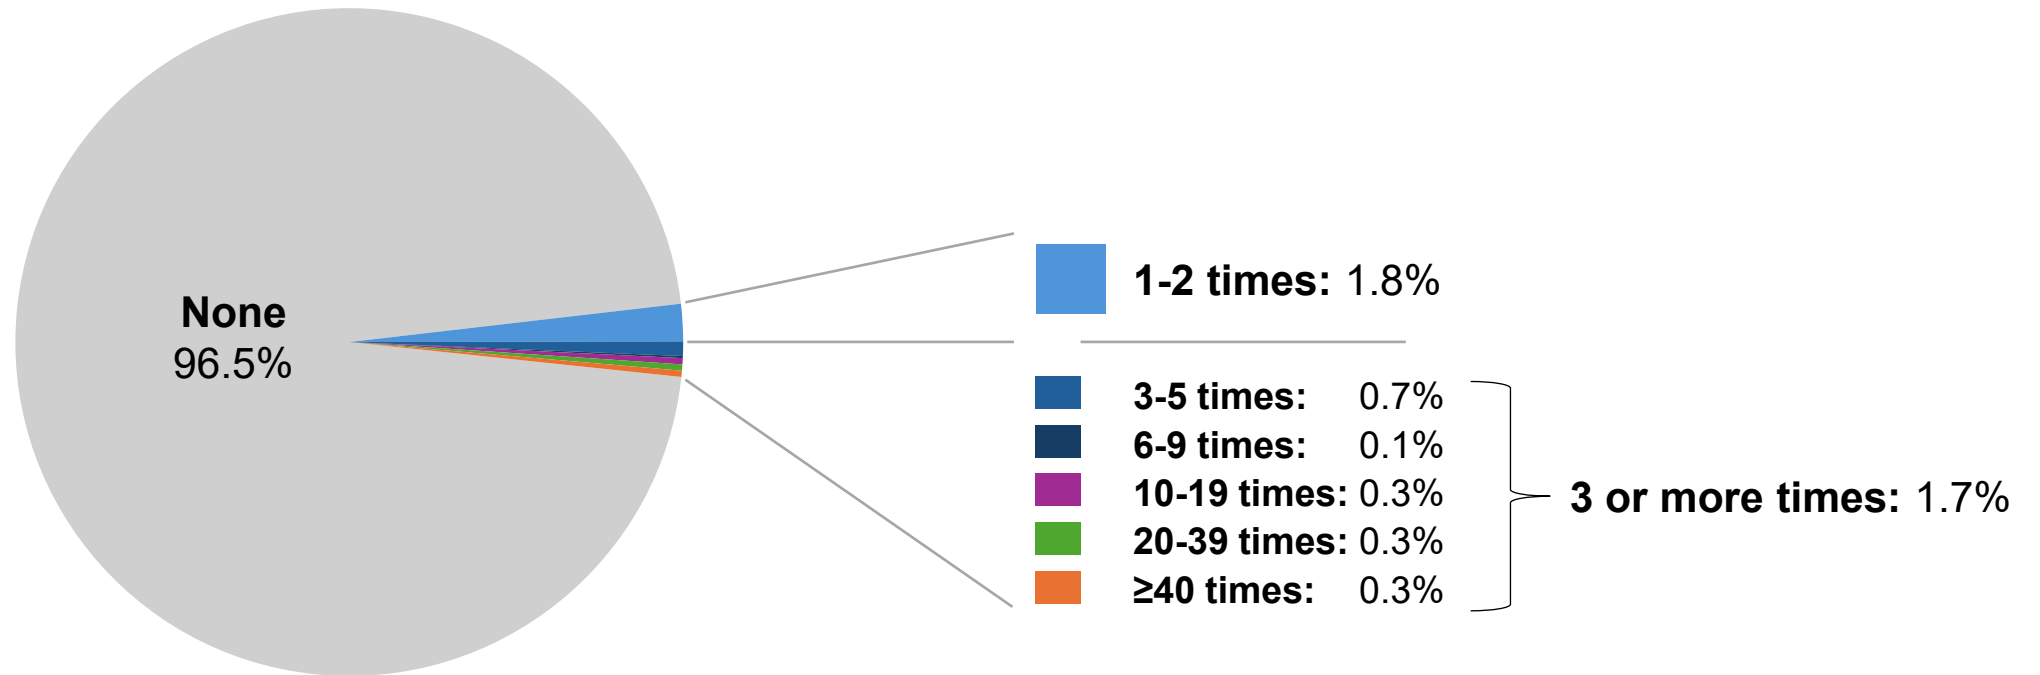 None
96.5%
1-2 times: 1.8%
3-5 times: 0.7%
6-9 times: 0.1%
10-19 times: 0.3%
20-39 times: 0.3%
≥40 times: 0.3%
3 or more times: 1.7%